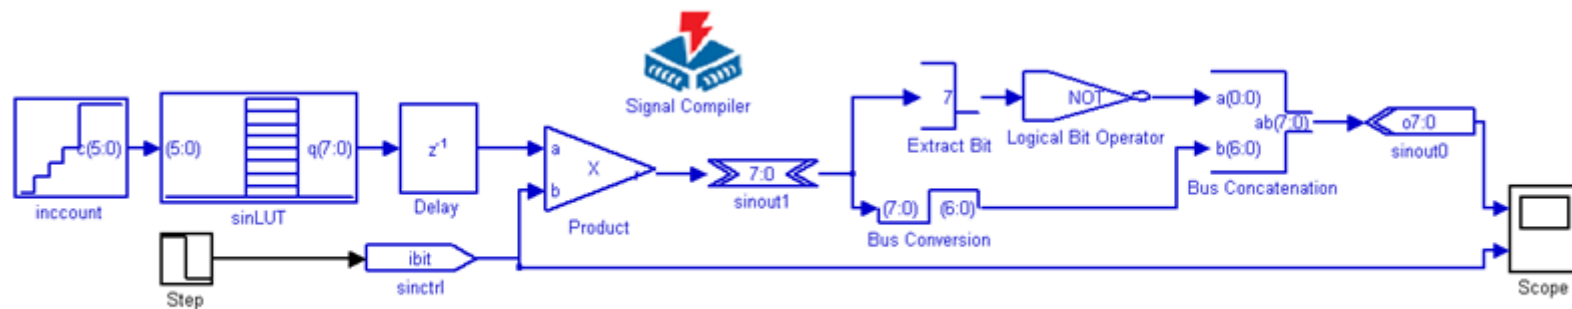 Signal Compiler
c(5:0)
inccount
(5:0)
q(7:0)
sinLUT
z-1
Delay
a
X
b
Product
7:0
sinout1
7
Extract Bit
NOT
Logical Bit Operator
(7:0)
(6:0)
Bus Conversion
a(0:0)
ab(7:0)
b(6:0)
Bus Concatenation
o7:0
sinout0
Step
ibit
sinctrl
Scope